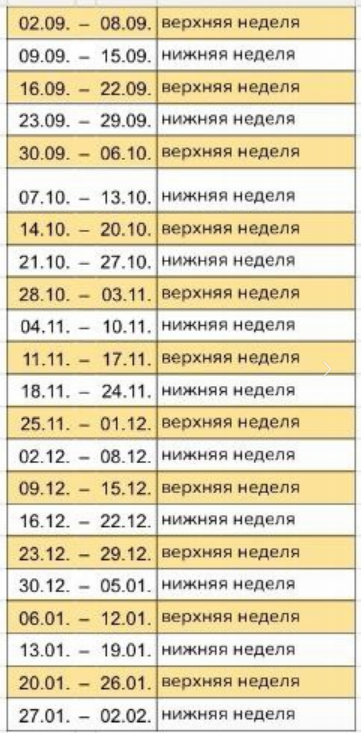 02.09. – 08.09. верхняя неделя
09.09. – 15.09. нижняя неделя
16.09. – 22.09. верхняя неделя
23.09. – 29.09. нижняя неделя
30.09. – 06.10. верхняя неделя
07.10. – 13.10. нижняя неделя
14.10. – 20.10. верхняя неделя
21.10. – 27.10. нижняя неделя
28.10. – 03.11. верхняя неделя
04.11. – 10.11. нижняя неделя
11.11. – 17.11. верхняя неделя
18.11. – 24.11. нижняя неделя
25.11. – 01.12. верхняя неделя
02.12. – 08.12. нижняя неделя
09.12. – 15.12. верхняя неделя
16.12. – 22.12. нижняя неделя
23.12. – 29.12. верхняя неделя
30.12. – 05.01. нижняя неделя
06.01. – 12.01. верхняя неделя
13.01. – 19.01. нижняя неделя
20.01. – 26.01. верхняя неделя
27.01. – 02.02. нижняя неделя